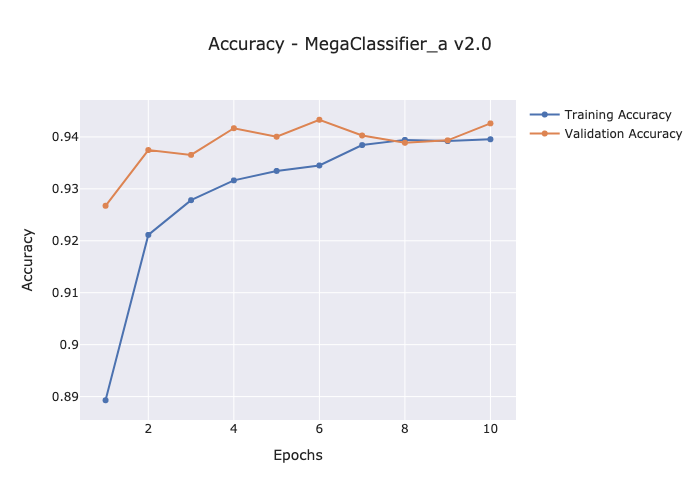 Accuracy - MegaClassifier_a v2.0
Training Accuracy
Validation Accuracy
0.94
0.93
0.92
0.91
0.9
0.89
Accuracy
2
4
6
8
10
Epochs